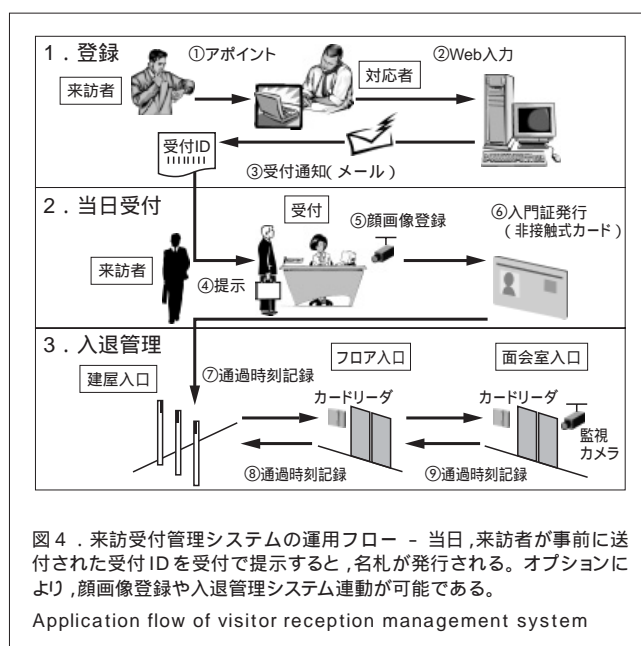 1．登録
①アポイント
②Web入力
来訪者
対応者
受付ID
③受付通知(メール)
2．当日受付
受付
⑤顔画像登録
⑥入門証発行
(非接触式カード)
来訪者
④提示
3．入退管理
建屋入口
⑦通過時刻記録
フロア入口
面会室入口
カードリーダ
カードリーダ
監視
カメラ
⑧通過時刻記録
⑨通過時刻記録
図4．来訪受付管理システムの運用フロー － 当日,来訪者が事前に送
付された受付IDを受付で提示すると,名札が発行される。オプションに
より,顔画像登録や入退管理システム連動が可能である。
Application flow of visitor reception management system